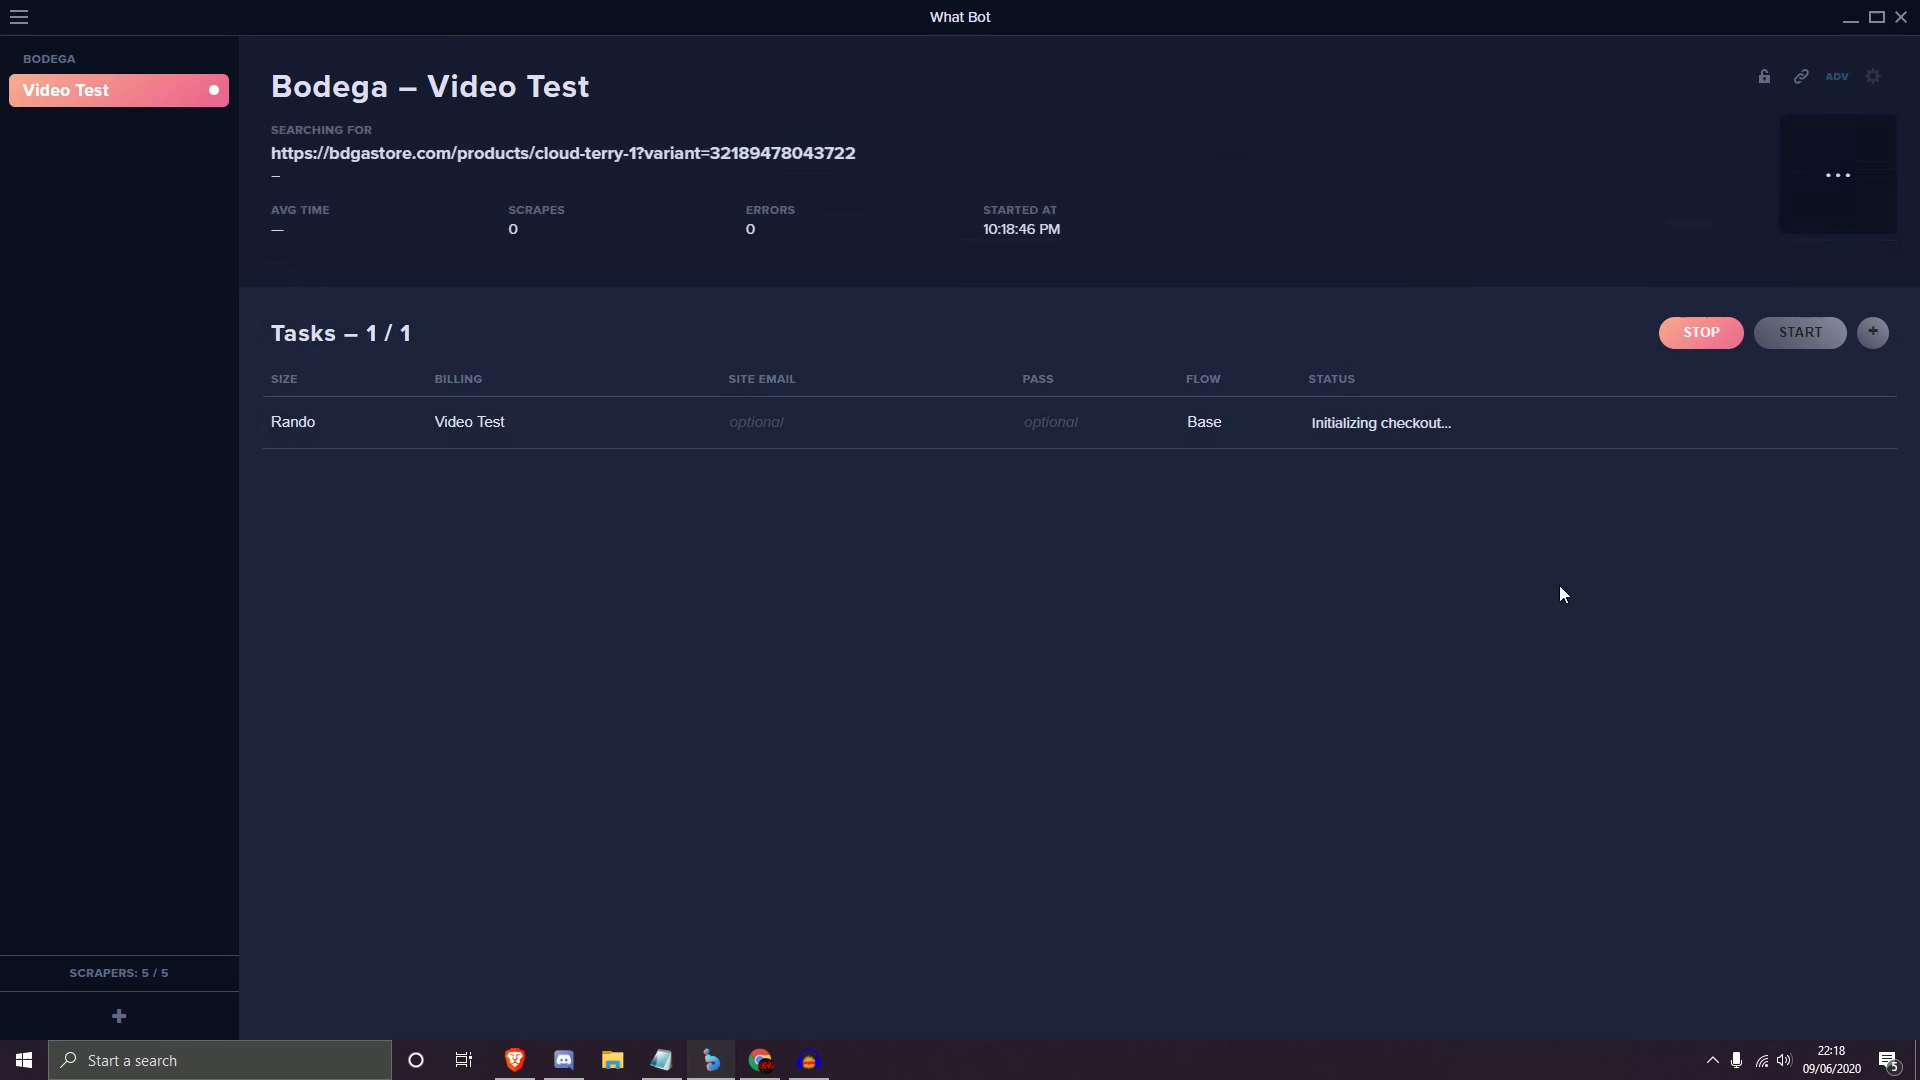 What Bot
BODEGA
Video Test
Bodega – Video Test
ADV
SEARCHING FOR
https://bdgastore.com/products/cloud-terry-1?variant=32189478043722
–
...
AVG TIME SCRAPES ERRORS STARTED AT
— 0 0 10:18:46 PM
Tasks – 1 / 1
STOP START +
SIZE BILLING SITE EMAIL PASS FLOW STATUS
Rando Video Test optional optional Base Initializing checkout...
SCRAPERS: 5 / 5
+
Start a search
22:18
09/06/2020
5